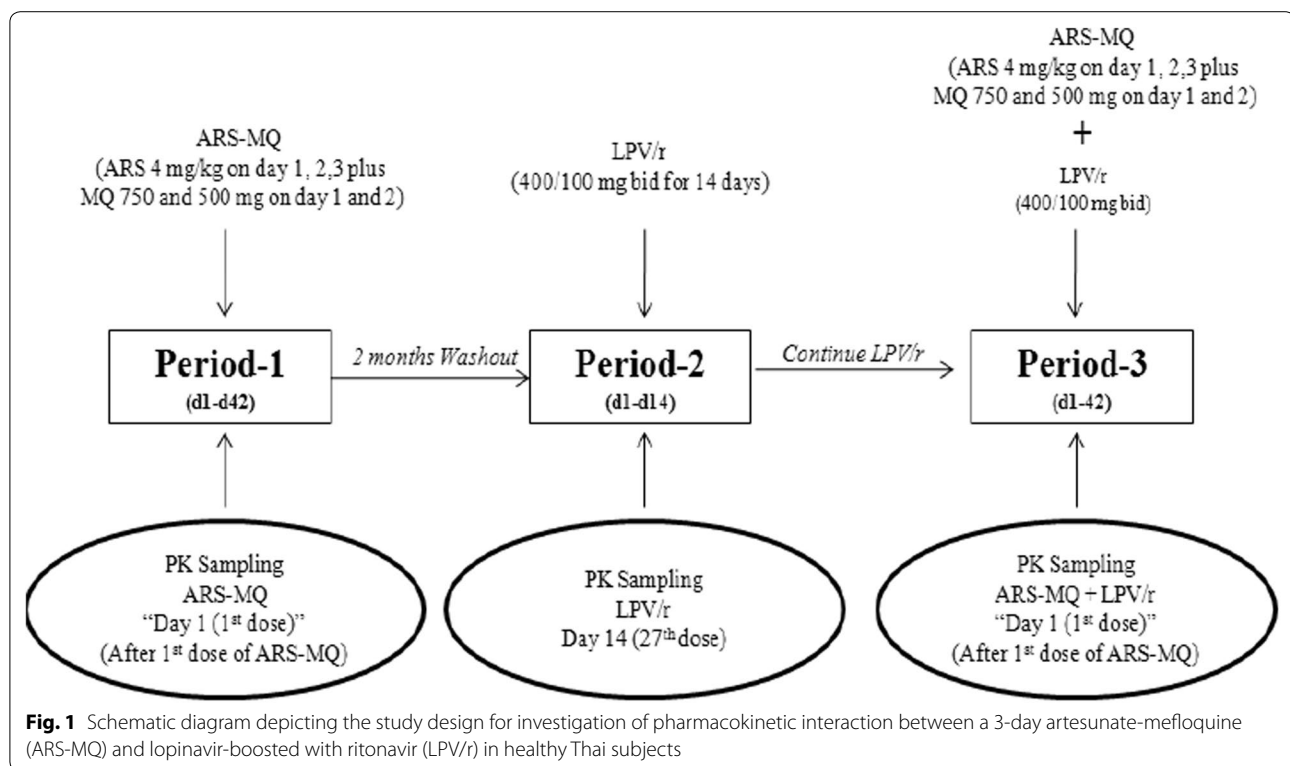 ARS-MQ
(ARS 4 mg/kg on day 1, 2,3 plus
MQ 750 and 500 mg on day 1 and 2)
LPV/r
(400/100 mg bid for 14 days)
ARS-MQ
(ARS 4 mg/kg on day 1, 2,3 plus
MQ 750 and 500 mg on day 1 and 2)
+
LPV/r
(400/100 mg bid)
Period-1
(d1-d42)
2 months Washout
Period-2
(d1-d14)
Continue LPV/r
Period-3
(d1-42)
PK Sampling
ARS-MQ
“Day 1 (1st dose)”
(After 1st dose of ARS-MQ)
PK Sampling
LPV/r
Day 14 (27th dose)
PK Sampling
ARS-MQ + LPV/r
“Day 1 (1st dose)”
(After 1st dose of ARS-MQ)
Fig. 1 Schematic diagram depicting the study design for investigation of pharmacokinetic interaction between a 3-day artesunate-mefloquine
(ARS-MQ) and lopinavir-boosted with ritonavir (LPV/r) in healthy Thai subjects